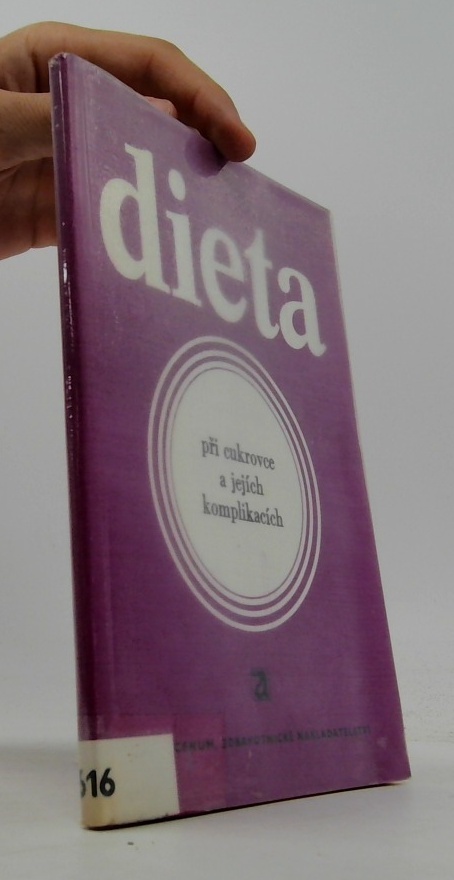 dieta
při cukrovce
a jejích
komplikacích
a
ZDRAVOTNICKÉ NAKLADATELSTVÍ
616